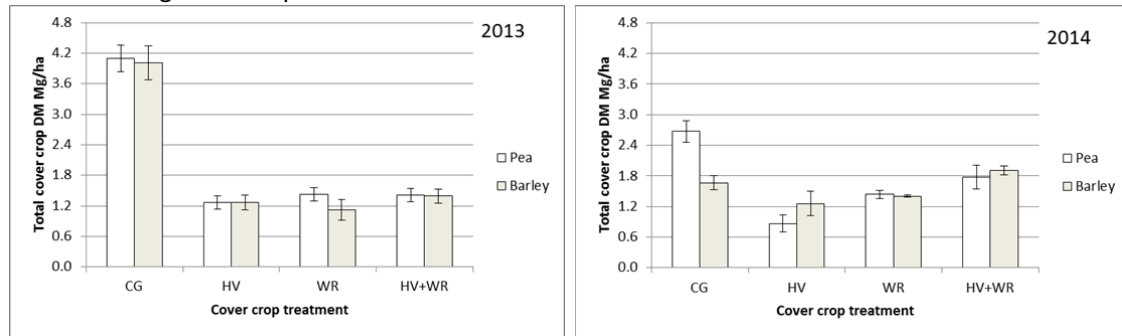 4.8
4.2
3.6
3.0
2.4
1.8
1.2
0.6
0.0
Total cover crop DM Mg/ha
2013
Pea
Barley
CG HV WR HV+WR
Cover crop treatment
4.8
4.2
3.6
3.0
2.4
1.8
1.2
0.6
0.0
Total cover crop DM Mg/ha
2014
Pea
Barley
CG HV WR HV+WR
Cover crop treatment